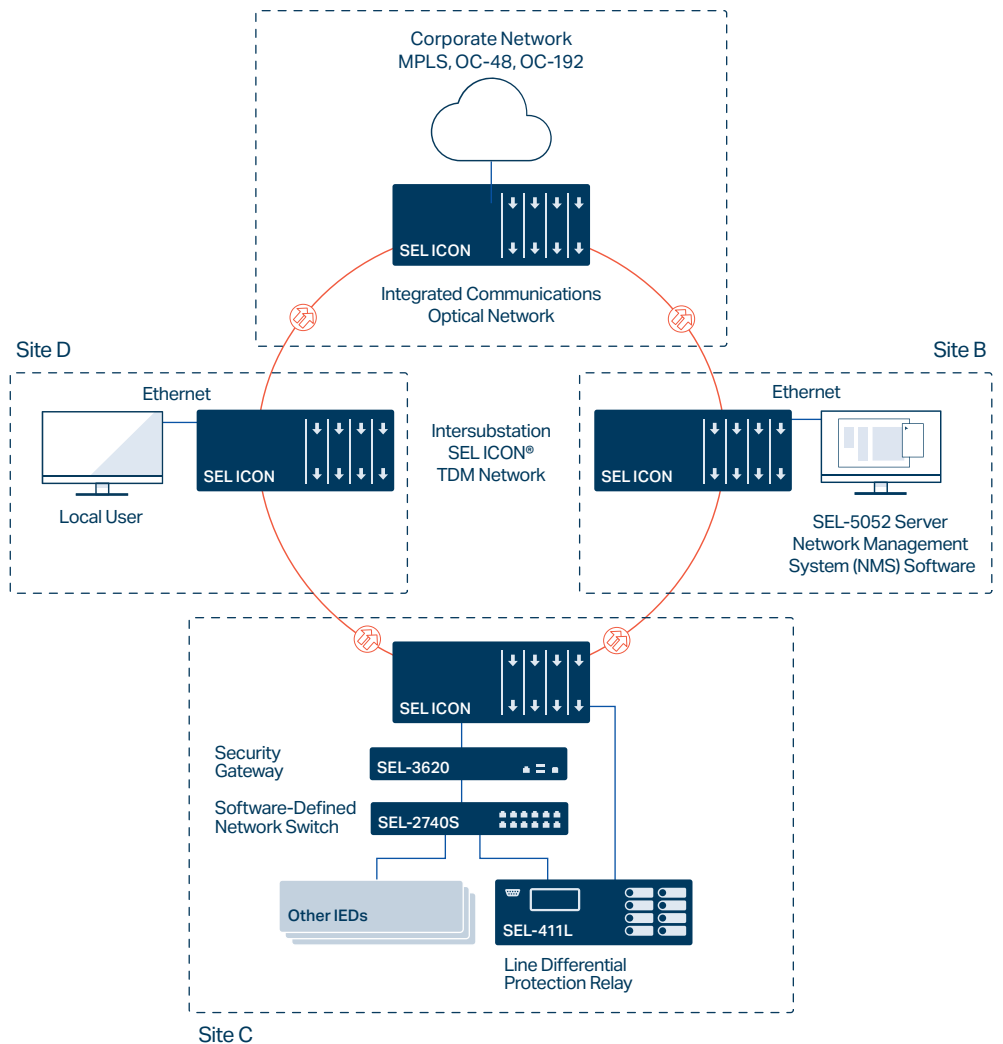 Corporate Network
MPLS, OC-48, OC-192
SEL ICON
Integrated Communications
Optical Network
Site D
Site B
Ethernet
SEL ICON
Local User
Intersubstation
SEL ICON®
TDM Network
Ethernet
SEL ICON
SEL-5052 Server
Network Management
System (NMS) Software
SEL ICON
Security
Gateway
SEL-3620
Software-Defined
Network Switch
SEL-2740S
Other IEDs
SEL-411L
Line Differential
Protection Relay
Site C